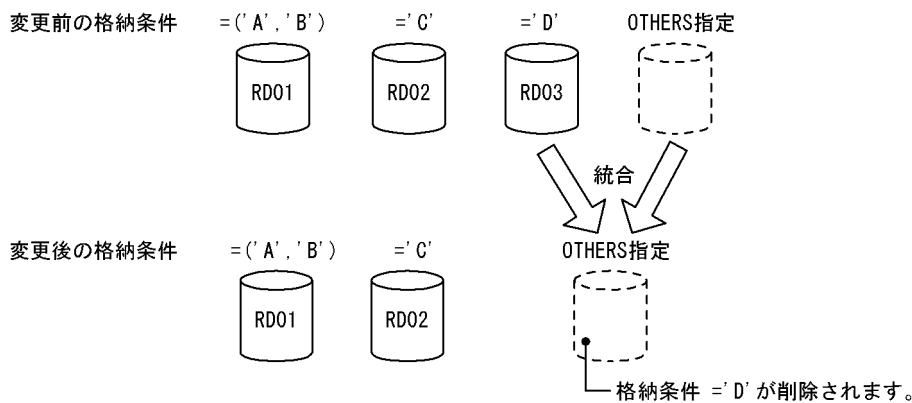 変更前の格納条件 =('A','B') ='C' ='D' OTHERS指定
RD01 RD02 RD03
統合
変更後の格納条件 =('A','B') ='C' OTHERS指定
RD01 RD02
格納条件 ='D'が削除されます。